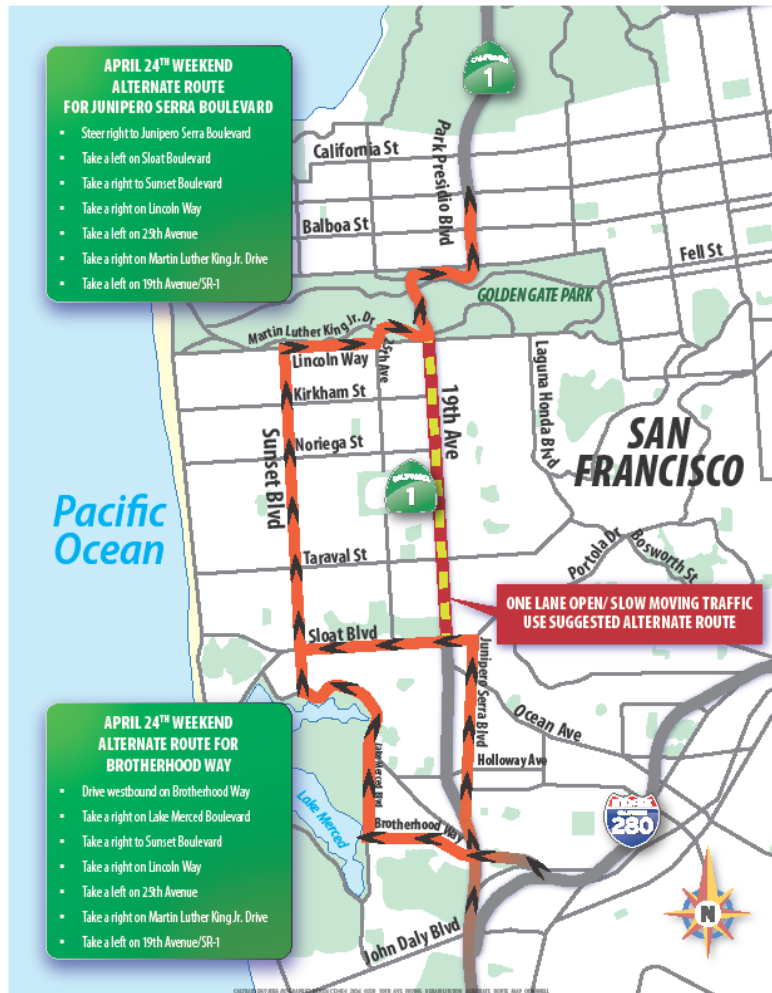 APRIL 24TH WEEKEND
ALTERNATE ROUTE
FOR JUNIPERO SERRA BOULEVARD
▪ Steer right to Junipero Serra Boulevard
▪ Take a left on Sloat Boulevard
▪ Take a right to Sunset Boulevard
▪ Take a right on Lincoln Way
▪ Take a left on 25th Avenue
▪ Take a right on Martin Luther King Jr. Drive
▪ Take a left on 19th Avenue/SR-1
CALIFORNIA
1
California St
Park Presidio Blvd
Balboa St
Fell St
GOLDEN GATE PARK
Martin Luther King Jr. Dr
Lincoln Way
25th Ave
Kirkham St
19th Ave
Laguna Honda Blvd
Sunset Blvd
Noriega St
SAN
FRANCISCO
CALIFORNIA
1
Pacific
Ocean
Taraval St
Portola Dr
Bosworth St
ONE LANE OPEN/ SLOW MOVING TRAFFIC
USE SUGGESTED ALTERNATE ROUTE
Sloat Blvd
Junipero Serra Blvd
Ocean Ave
Holloway Ave
APRIL 24TH WEEKEND
ALTERNATE ROUTE FOR
BROTHERHOOD WAY
▪ Drive westbound on Brotherhood Way
▪ Take a right on Lake Merced Boulevard
▪ Take a right to Sunset Boulevard
▪ Take a right on Lincoln Way
▪ Take a left on 25th Avenue
▪ Take a right on Martin Luther King Jr. Drive
▪ Take a left on 19th Avenue/SR-1
Lake Merced Blvd
Lake Merced
Brotherhood Way
280
N
John Daly Blvd